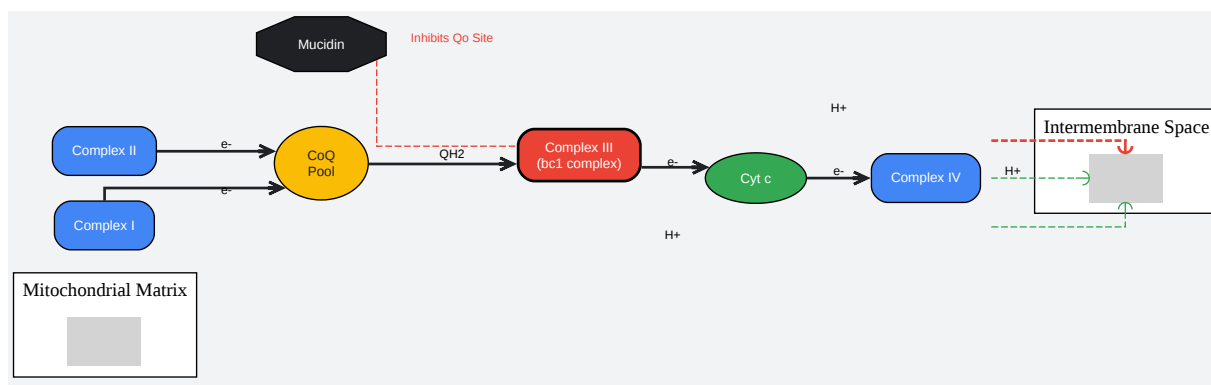 Mucidin
Inhibits Qo Site
H+
Intermembrane Space
Complex II
e-
CoQ
Pool
QH2
Complex III
(bc1 complex)
e-
Cyt c
e-
Complex IV
H+
e-
Complex I
H+
Mitochondrial Matrix